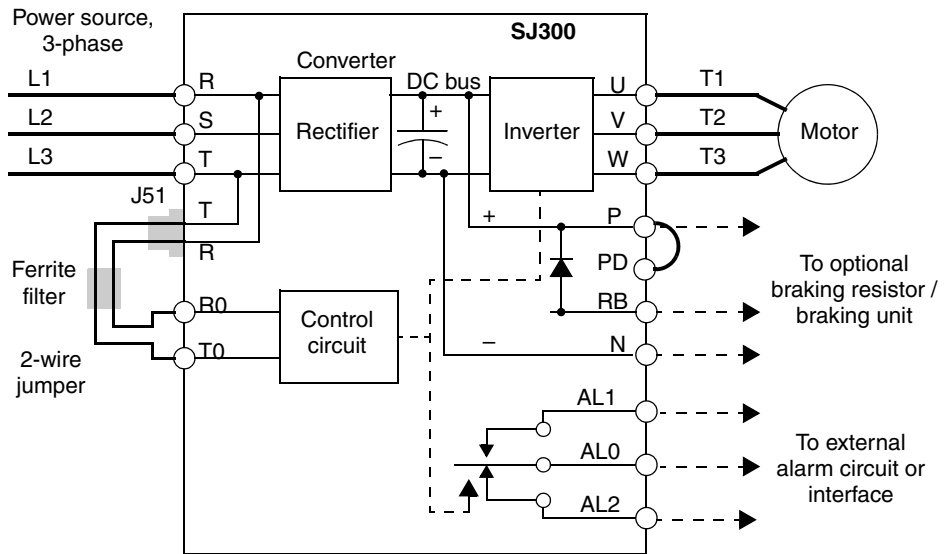 Power source,
3-phase
SJ300
L1
R
Converter
DC bus
U
T1
L2
S
Rectifier
+
Inverter
V
T2
Motor
L3
T
–
W
T3
J51
T
+
P
R
PD
Ferrite
filter
To optional
braking resistor /
braking unit
R0
Control
circuit
RB
2-wire
jumper
T0
–
N
AL1
AL0
To external
alarm circuit or
interface
AL2